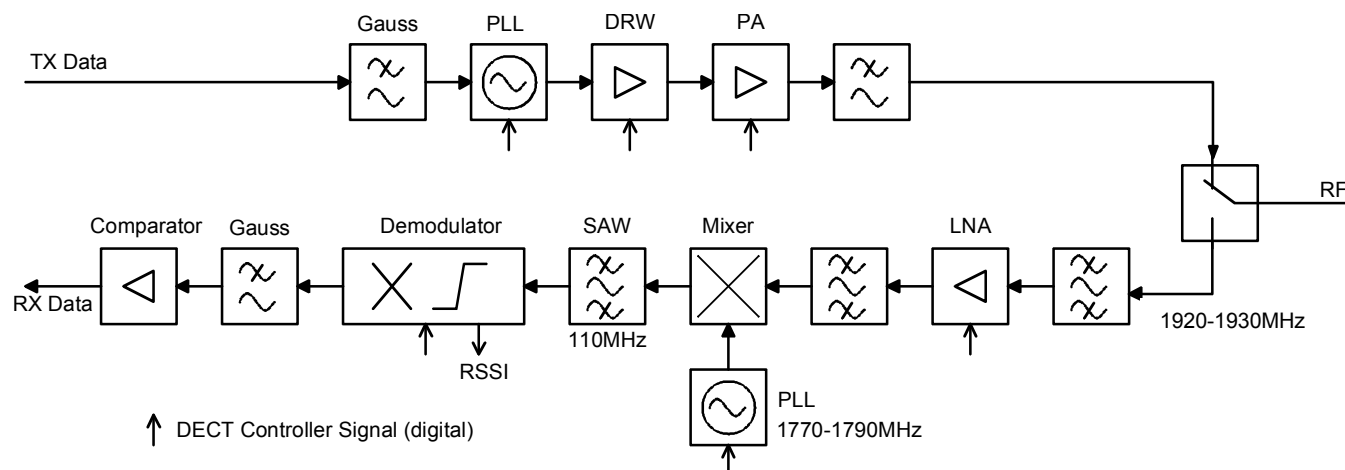 Gauss
PLL
DRW
PA
TX Data
RF
Comparator
Gauss
Demodulator
SAW
Mixer
LNA
RX Data
110MHz
1920-1930MHz
RSSI
PLL
1770-1790MHz
DECT Controller Signal (digital)